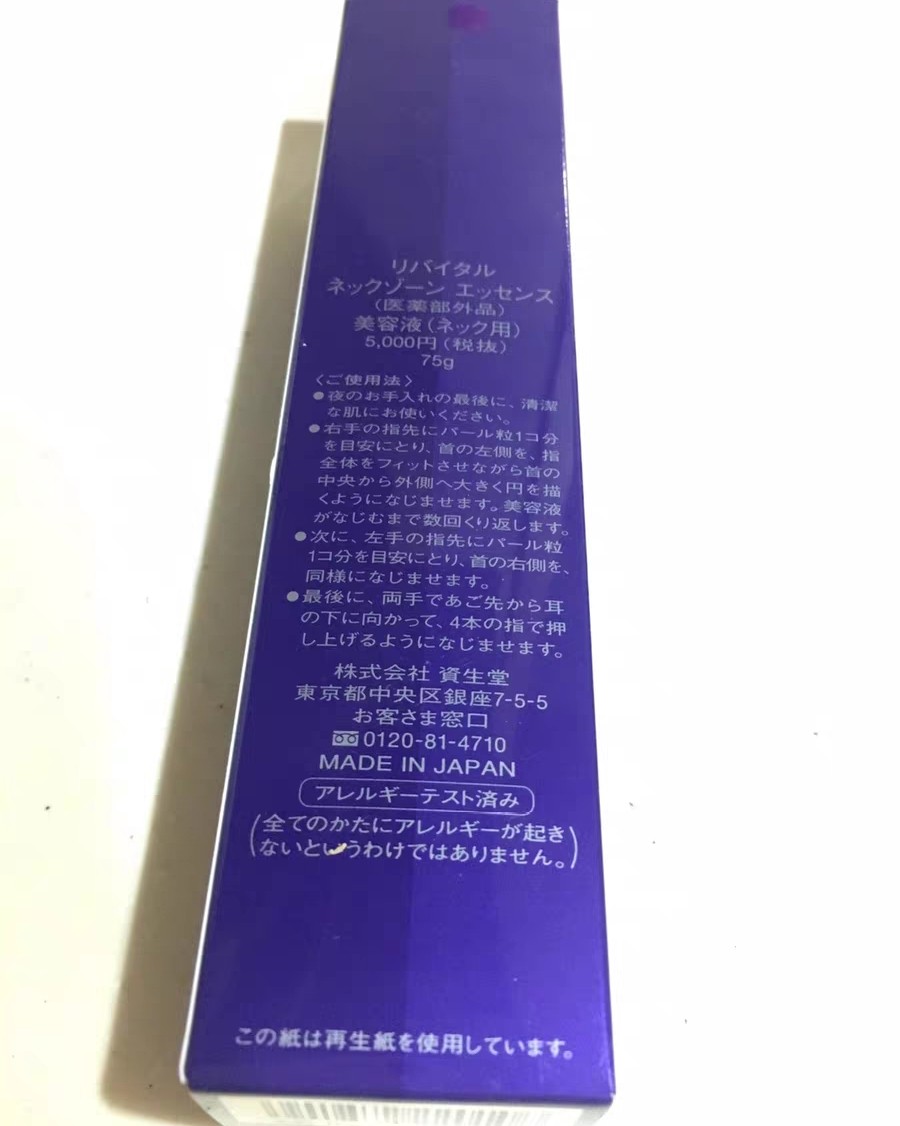 リバイタル
ネックゾーン エッセンス
(医薬部外品)
美容液(ネック用)
5,000円(税抜)
75g
〈ご使用法〉
●夜のお手入れの最後に、清潔
な肌にお使いください。
●右手の指先にパール粒1コ分
を目安にとり、首の左側を、指
全体をフィットさせながら首の
中央から外側へ大きく円を描
くようになじませます。美容液
がなじむまで数回くり返します。
●次に、左手の指先にパール粒
1コ分を目安にとり、首の右側を、
同様になじませます。
●最後に、両手であご先から耳
の下に向かって、4本の指で押
し上げるようになじませます。
株式会社 資生堂
東京都中央区銀座7-5-5
お客さま窓口
0120-81-4710
MADE IN JAPAN
アレルギーテスト済み
(全てのかたにアレルギーが起き
ないというわけではありません。)
この紙は再生紙を使用しています。